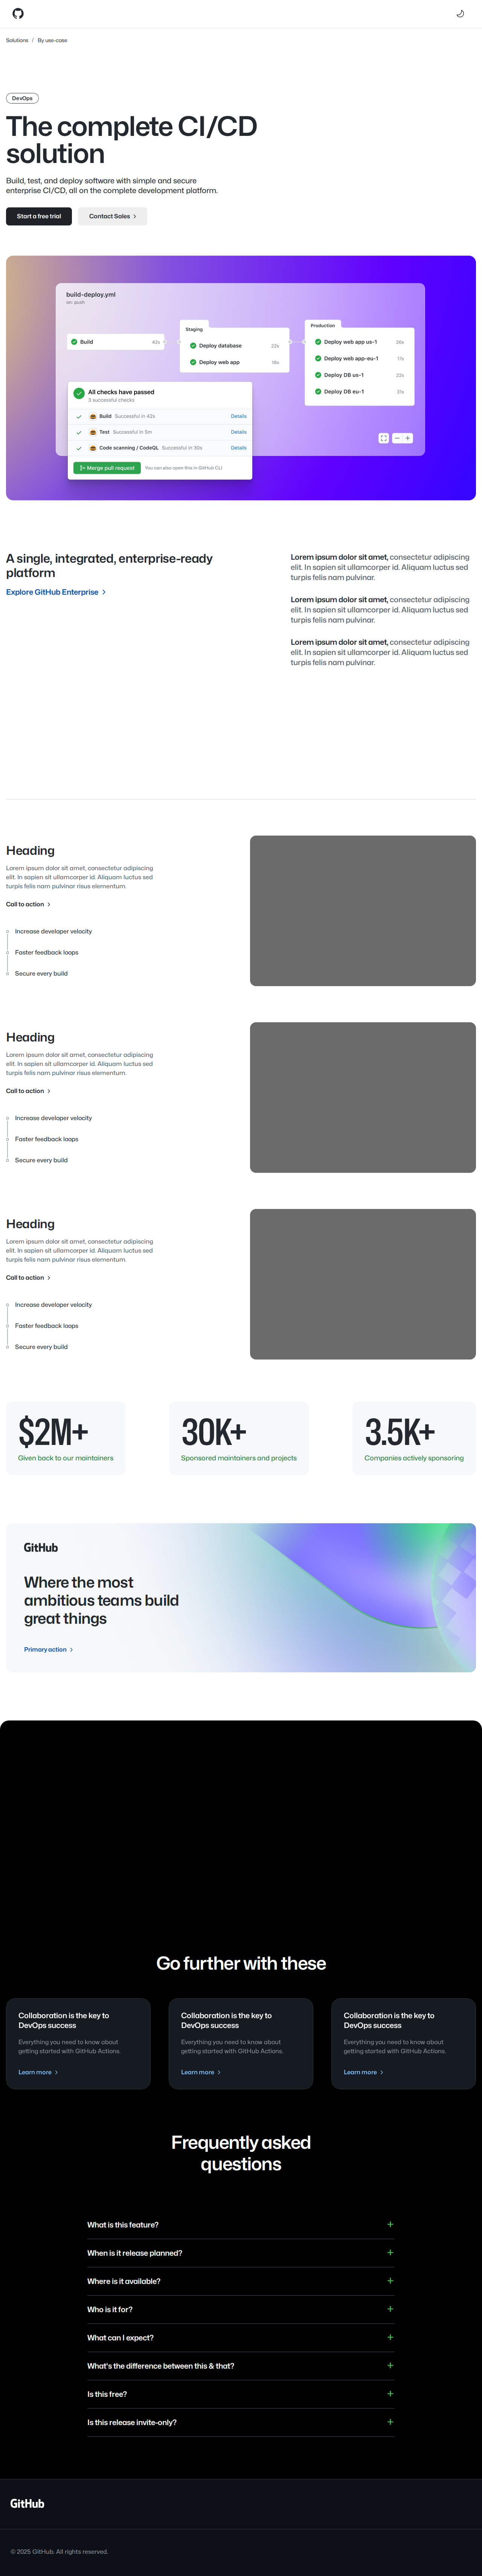 Solutions / By use-case
DevOps
The complete CI/CD
solution
Build, test, and deploy software with simple and secure
enterprise CI/CD, all on the complete development platform.
Start a free trial
Contact Sales
build-deploy.yml
on: push
Build 42s
Staging
Deploy database 22s
Deploy web app 18s
Production
Deploy web app us-1 26s
Deploy web app-eu-1 11s
Deploy DB us-1 22s
Deploy DB eu-1 31s
All checks have passed
3 successful checks
Build Successful in 42s Details
Test Successful in 5m Details
Code scanning / CodeQL Successful in 30s Details
Merge pull request You can also open this in GitHub CLI
A single, integrated, enterprise-ready
platform
Explore GitHub Enterprise
Lorem ipsum dolor sit amet, consectetur adipiscing
elit. In sapien sit ullamcorper id. Aliquam luctus sed
turpis felis nam pulvinar.
Lorem ipsum dolor sit amet, consectetur adipiscing
elit. In sapien sit ullamcorper id. Aliquam luctus sed
turpis felis nam pulvinar.
Lorem ipsum dolor sit amet, consectetur adipiscing
elit. In sapien sit ullamcorper id. Aliquam luctus sed
turpis felis nam pulvinar.
Heading
Lorem ipsum dolor sit amet, consectetur adipiscing
elit. In sapien sit ullamcorper id. Aliquam luctus sed
turpis felis nam pulvinar risus elementum.
Call to action
Increase developer velocity
Faster feedback loops
Secure every build
Heading
Lorem ipsum dolor sit amet, consectetur adipiscing
elit. In sapien sit ullamcorper id. Aliquam luctus sed
turpis felis nam pulvinar risus elementum.
Call to action
Increase developer velocity
Faster feedback loops
Secure every build
Heading
Lorem ipsum dolor sit amet, consectetur adipiscing
elit. In sapien sit ullamcorper id. Aliquam luctus sed
turpis felis nam pulvinar risus elementum.
Call to action
Increase developer velocity
Faster feedback loops
Secure every build
$2M+
Given back to our maintainers
30K+
Sponsored maintainers and projects
3.5K+
Companies actively sponsoring
GitHub
Where the most
ambitious teams build
great things
Primary action
Go further with these
Collaboration is the key to
DevOps success
Everything you need to know about
getting started with GitHub Actions.
Learn more
Collaboration is the key to
DevOps success
Everything you need to know about
getting started with GitHub Actions.
Learn more
Collaboration is the key to
DevOps success
Everything you need to know about
getting started with GitHub Actions.
Learn more
Frequently asked
questions
What is this feature?
When is it release planned?
Where is it available?
Who is it for?
What can I expect?
What's the difference between this & that?
Is this free?
Is this release invite-only?
GitHub
© 2025 GitHub. All rights reserved.